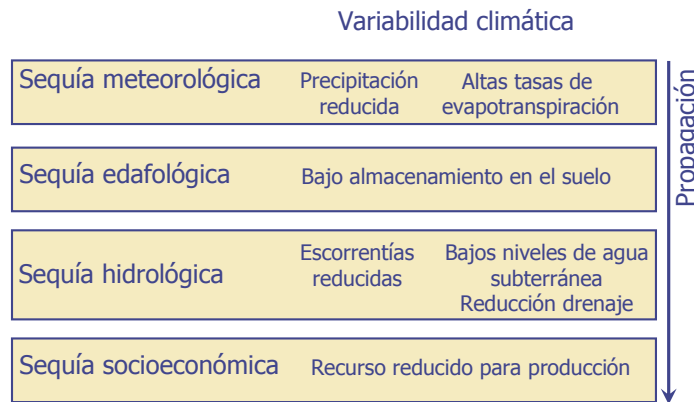 Variabilidad climática
Sequía meteorológica
Precipitación
reducida
Altas tasas de
evapotranspiración
Sequía edafológica
Bajo almacenamiento en el suelo
Sequía hidrológica
Escorrentías
reducidas
Bajos niveles de agua
subterránea
Reducción drenaje
Sequía socioeconómica
Recurso reducido para producción
Propagación